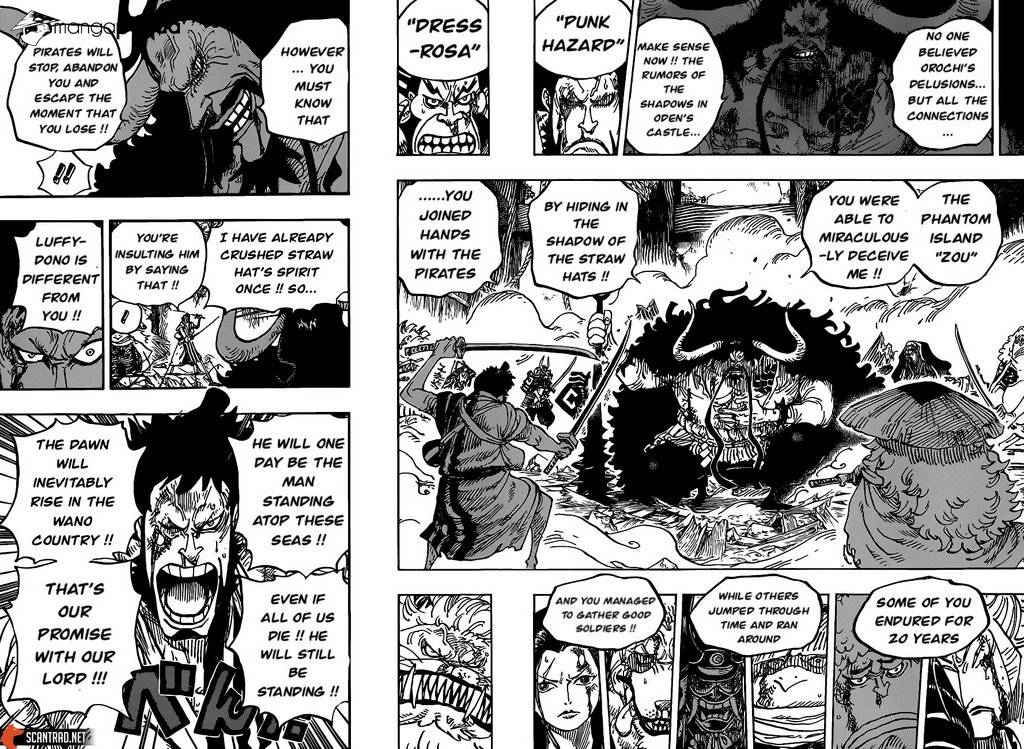 NO ONE
BELIEVED
OROCHI'S
DELUSIONS...
BUT ALL THE
CONNECTIONS
...
MAKE SENSE
NOW !! THE
RUMORS OF
THE
SHADOWS IN
ODEN'S
CASTLE...
"PUNK
HAZARD"
"DRESS
-ROSA"
THE
PHANTOM
ISLAND
"ZOU"
YOU WERE
ABLE TO
MIRACULOUS
-LY DECEIVE
ME !!
BY HIDING IN
THE
SHADOW OF
THE STRAW
HATS !!
......YOU
JOINED
HANDS
WITH THE
PIRATES
SOME OF YOU
ENDURED FOR
20 YEARS
WHILE OTHERS
JUMPED THROUGH
TIME AND RAN
AROUND
AND YOU MANAGED
TO GATHER GOOD
SOLDIERS !!
HOWEVER
... YOU
MUST
KNOW
THAT
PIRATES WILL
STOP, ABANDON
YOU AND
ESCAPE THE
MOMENT THAT
YOU LOSE !!
!!
I HAVE ALREADY
CRUSHED STRAW
HAT'S SPIRIT
ONCE !! SO...
YOU'RE
INSULTING HIM
BY SAYING
THAT !!
LUFFY-
DONO IS
DIFFERENT
FROM
YOU !!
HE WILL ONE
DAY BE THE
MAN
STANDING
ATOP THESE
SEAS !!
EVEN IF
ALL OF US
DIE !! HE
WILL STILL
BE
STANDING !!
THE DAWN
WILL
INEVITABLY
RISE IN THE
WANO
COUNTRY !!
THAT'S
OUR
PROMISE
WITH OUR
LORD !!!
べべん
SCANTRAD.NET